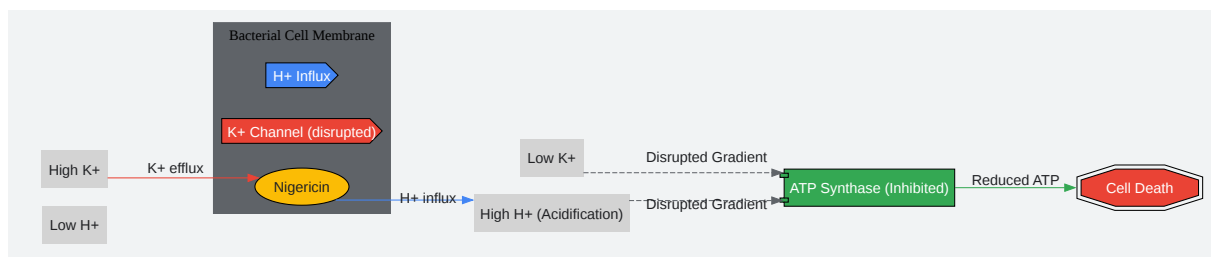 Bacterial Cell Membrane
H+ Influx
K+ Channel (disrupted)
High K+
K+ efflux
Nigericin
Low H+
H+ influx
Low K+
High H+ (Acidification)
Disrupted Gradient
Disrupted Gradient
ATP Synthase (Inhibited)
Reduced ATP
Cell Death